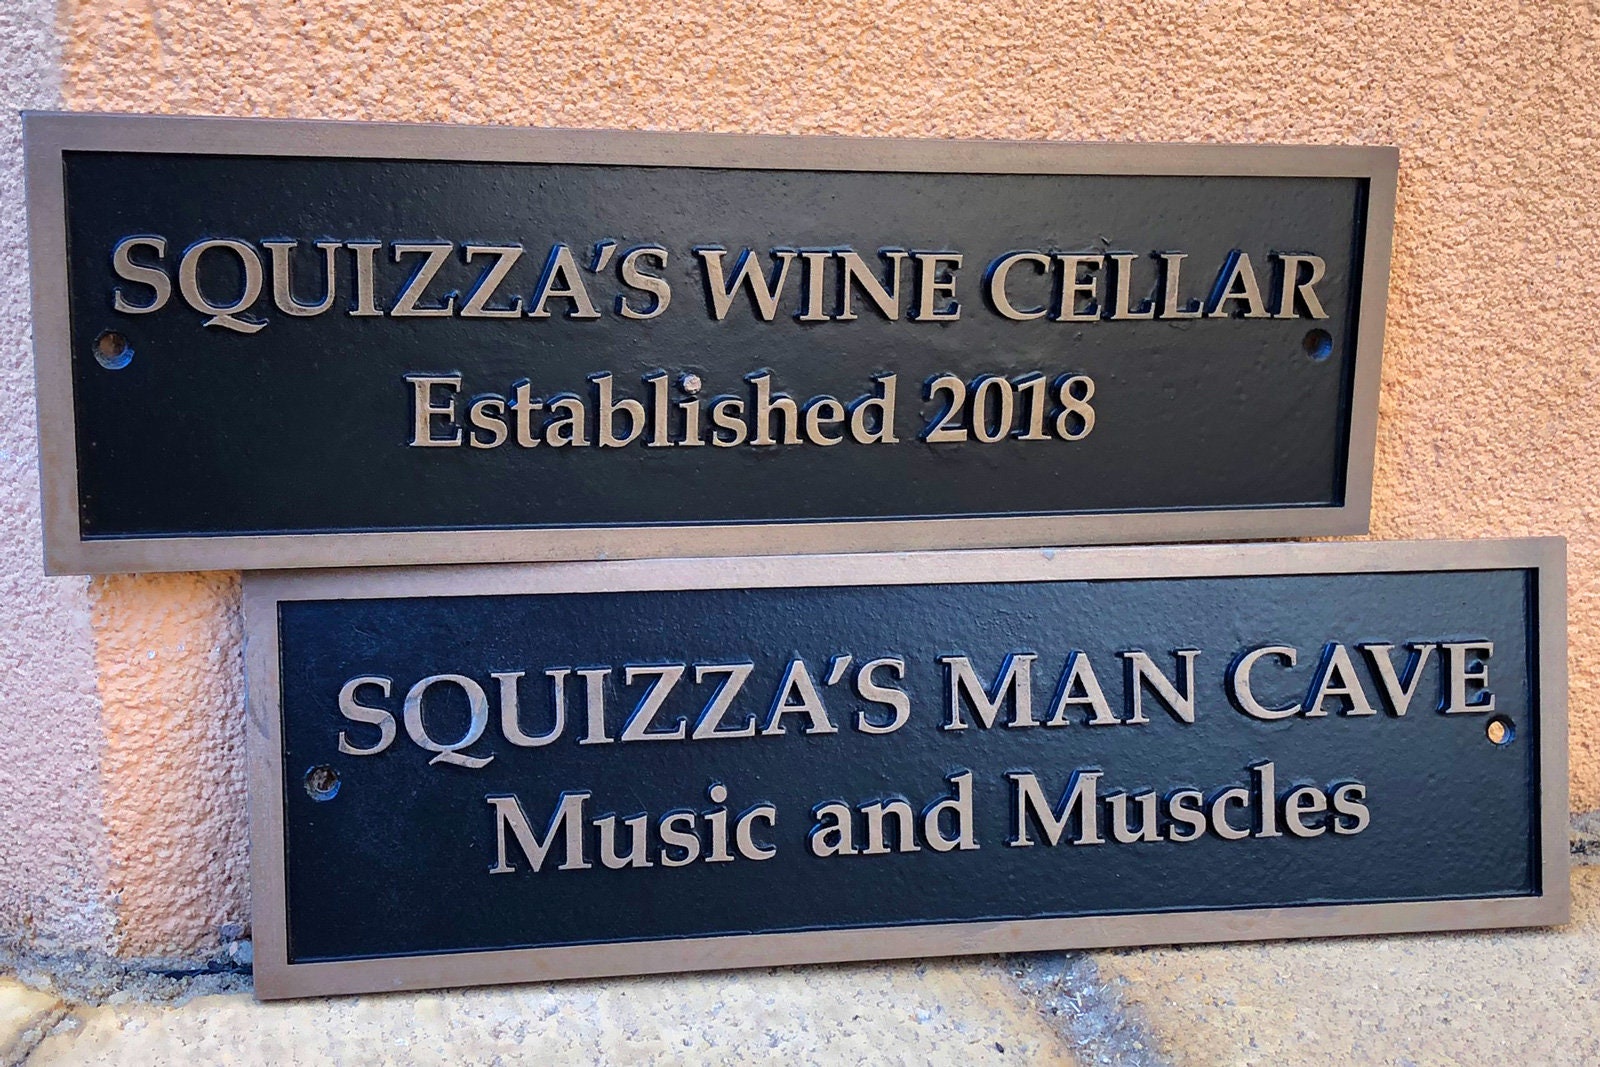 SQUIZZA’S WINE CELLAR
Established 2018
SQUIZZA’S MAN CAVE
Music and Muscles